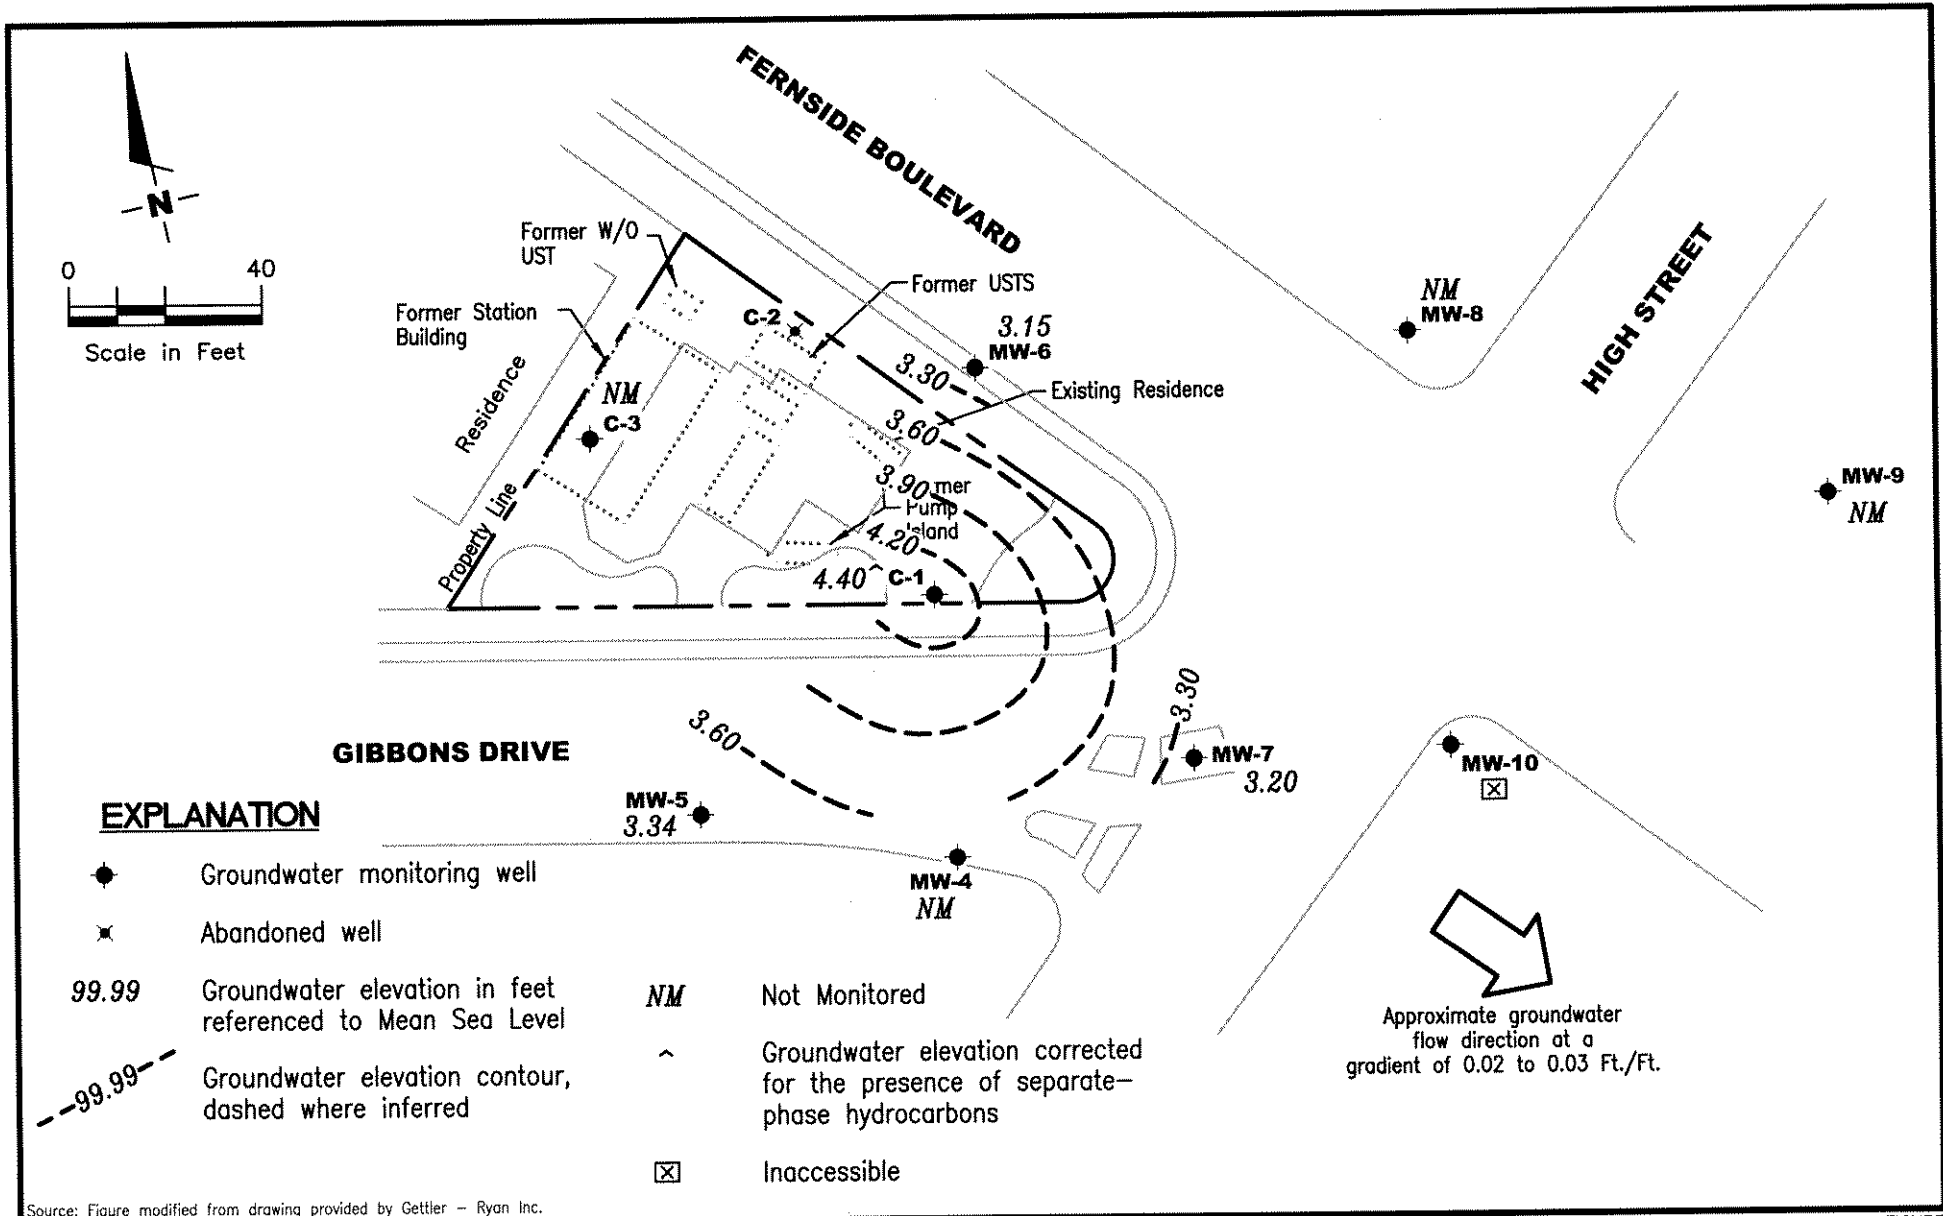 FERNSIDE BOULEVARD
N
0 40
Scale in Feet
Former W/O
UST
Former Station
Building
Residence
C-2
Former USTS
3.15
MW-6
3.30
Existing Residence
3.60
NM
C-3
3.90
mer
Pump
Island
4.20
4.40^ C-1
Property Line
NM
MW-8
HIGH STREET
MW-9
NM
GIBBONS DRIVE
3.60
3.30
MW-7
3.20
MW-10
MW-5
3.34
MW-4
NM
EXPLANATION
Groundwater monitoring well
Abandoned well
99.99 Groundwater elevation in feet
referenced to Mean Sea Level
99.99 Groundwater elevation contour,
dashed where inferred
NM Not Monitored
^ Groundwater elevation corrected
for the presence of separate-
phase hydrocarbons
Inaccessible
Approximate groundwater
flow direction at a
gradient of 0.02 to 0.03 Ft./Ft.
Source: Figure modified from drawing provided by Gettler - Ryan Inc.